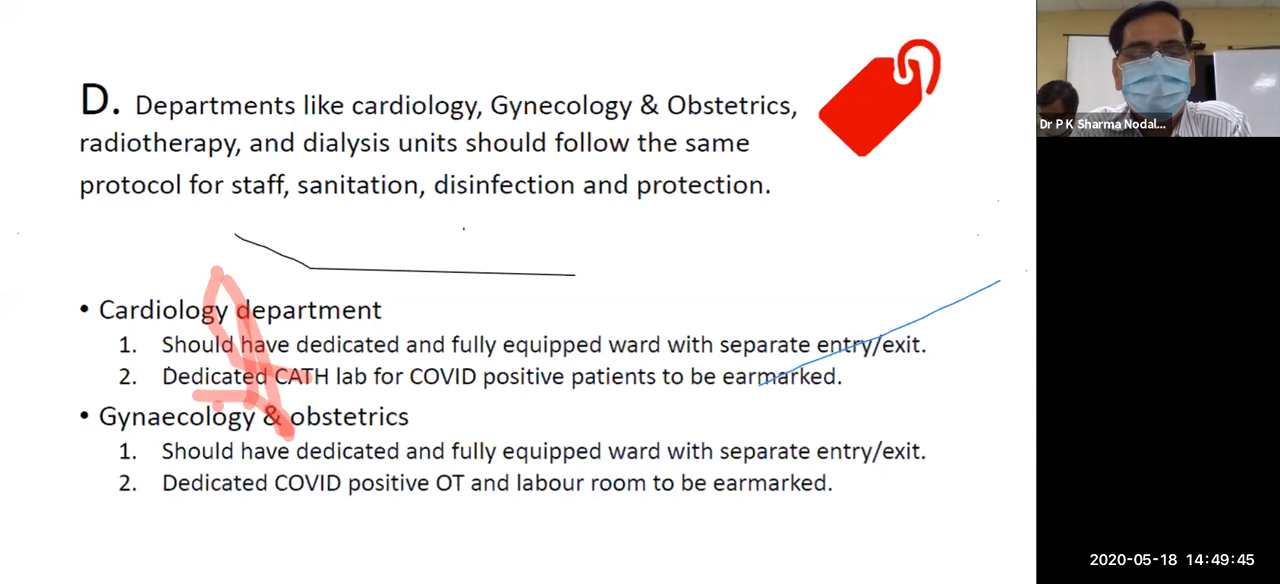 D. Departments like cardiology, Gynecology & Obstetrics,
radiotherapy, and dialysis units should follow the same
protocol for staff, sanitation, disinfection and protection.
• Cardiology department
1. Should have dedicated and fully equipped ward with separate entry/exit.
2. Dedicated CATH lab for COVID positive patients to be earmarked.
• Gynaecology & obstetrics
1. Should have dedicated and fully equipped ward with separate entry/exit.
2. Dedicated COVID positive OT and labour room to be earmarked.
Dr P K Sharma Nodal...
2020-05-18 14:49:45